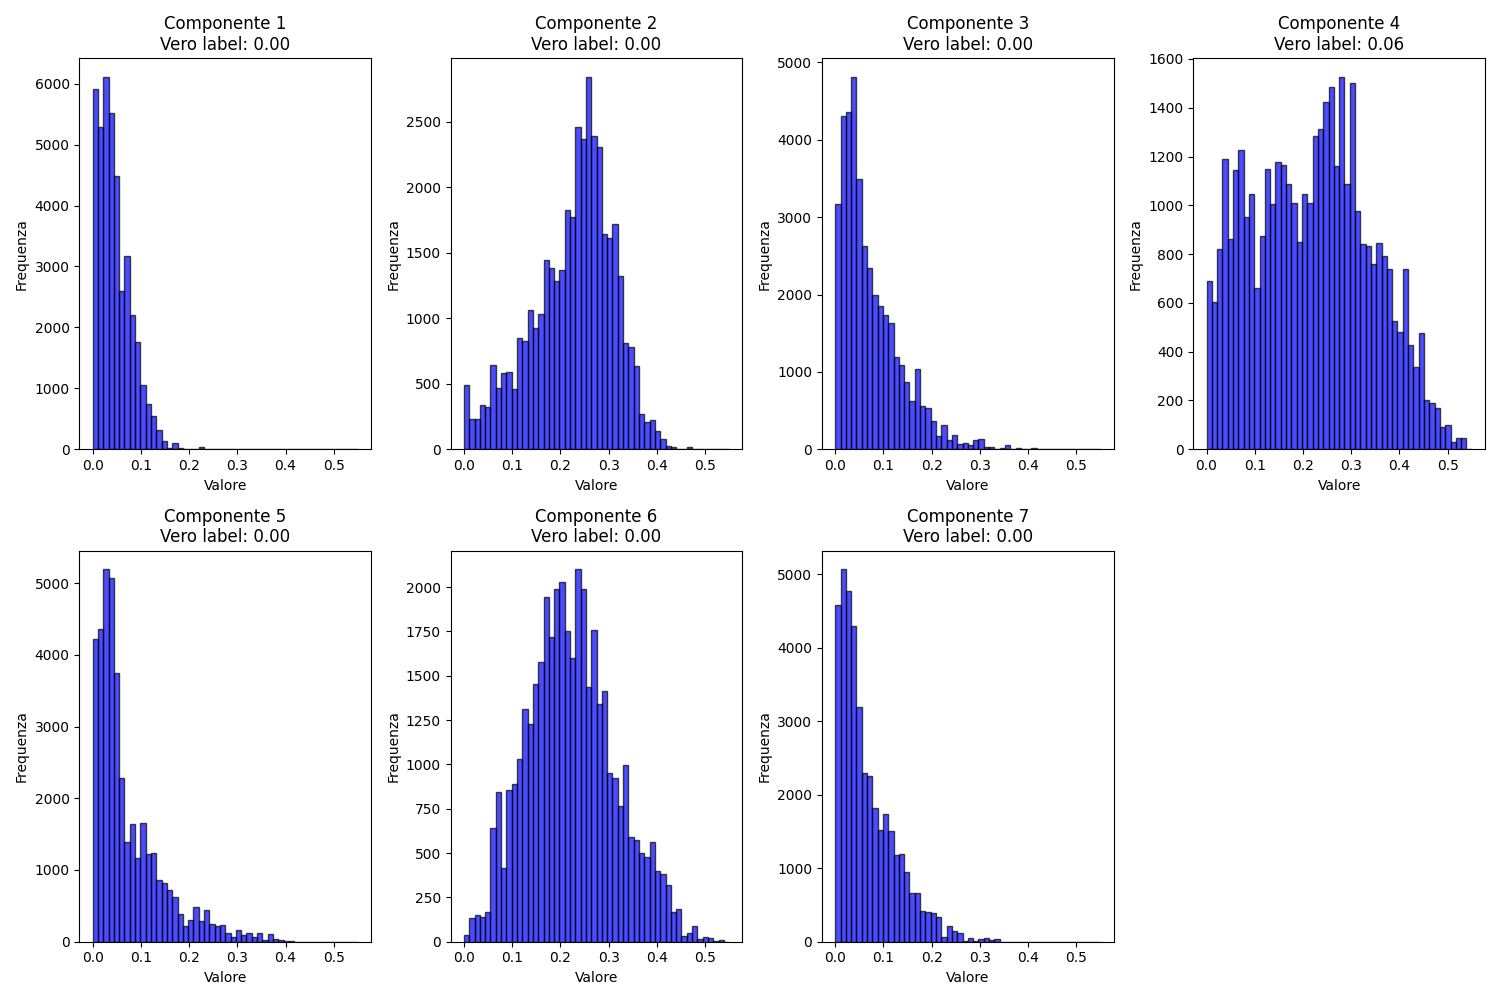 Componente 1
Vero label: 0.00
Frequenza
6000
5000
4000
3000
2000
1000
0
0.0 0.1 0.2 0.3 0.4 0.5
Valore
Componente 2
Vero label: 0.00
Frequenza
2500
2000
1500
1000
500
0
0.0 0.1 0.2 0.3 0.4 0.5
Valore
Componente 3
Vero label: 0.00
Frequenza
5000
4000
3000
2000
1000
0
0.0 0.1 0.2 0.3 0.4 0.5
Valore
Componente 4
Vero label: 0.06
Frequenza
1600
1400
1200
1000
800
600
400
200
0
0.0 0.1 0.2 0.3 0.4 0.5
Valore
Componente 5
Vero label: 0.00
Frequenza
5000
4000
3000
2000
1000
0
0.0 0.1 0.2 0.3 0.4 0.5
Valore
Componente 6
Vero label: 0.00
Frequenza
2000
1750
1500
1250
1000
750
500
250
0
0.0 0.1 0.2 0.3 0.4 0.5
Valore
Componente 7
Vero label: 0.00
Frequenza
5000
4000
3000
2000
1000
0
0.0 0.1 0.2 0.3 0.4 0.5
Valore